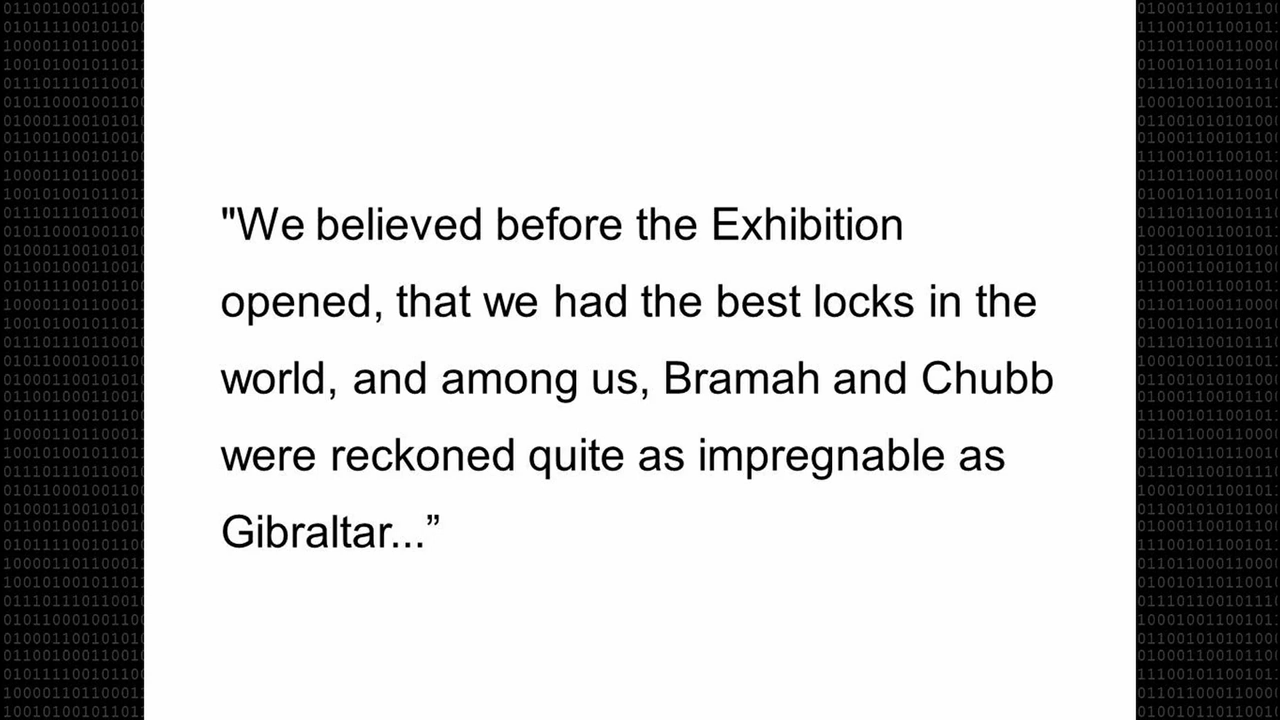 "We believed before the Exhibition
opened, that we had the best locks in the
world, and among us, Bramah and Chubb
were reckoned quite as impregnable as
Gibraltar...”